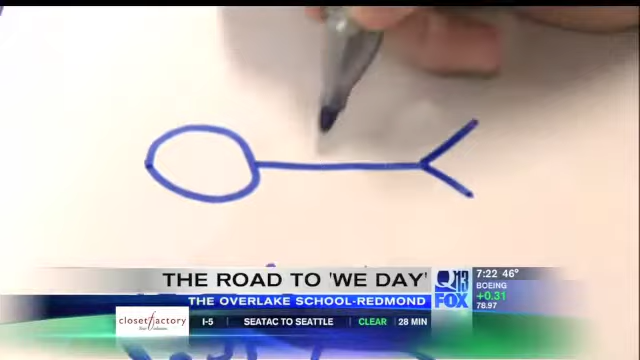 THE ROAD TO 'WE DAY'
THE OVERLAKE SCHOOL-REDMOND
Q13
FOX
7:22 46°
BOEING
+0.31
78.97
closet factory
I-5 SEATAC TO SEATTLE CLEAR 28 MIN